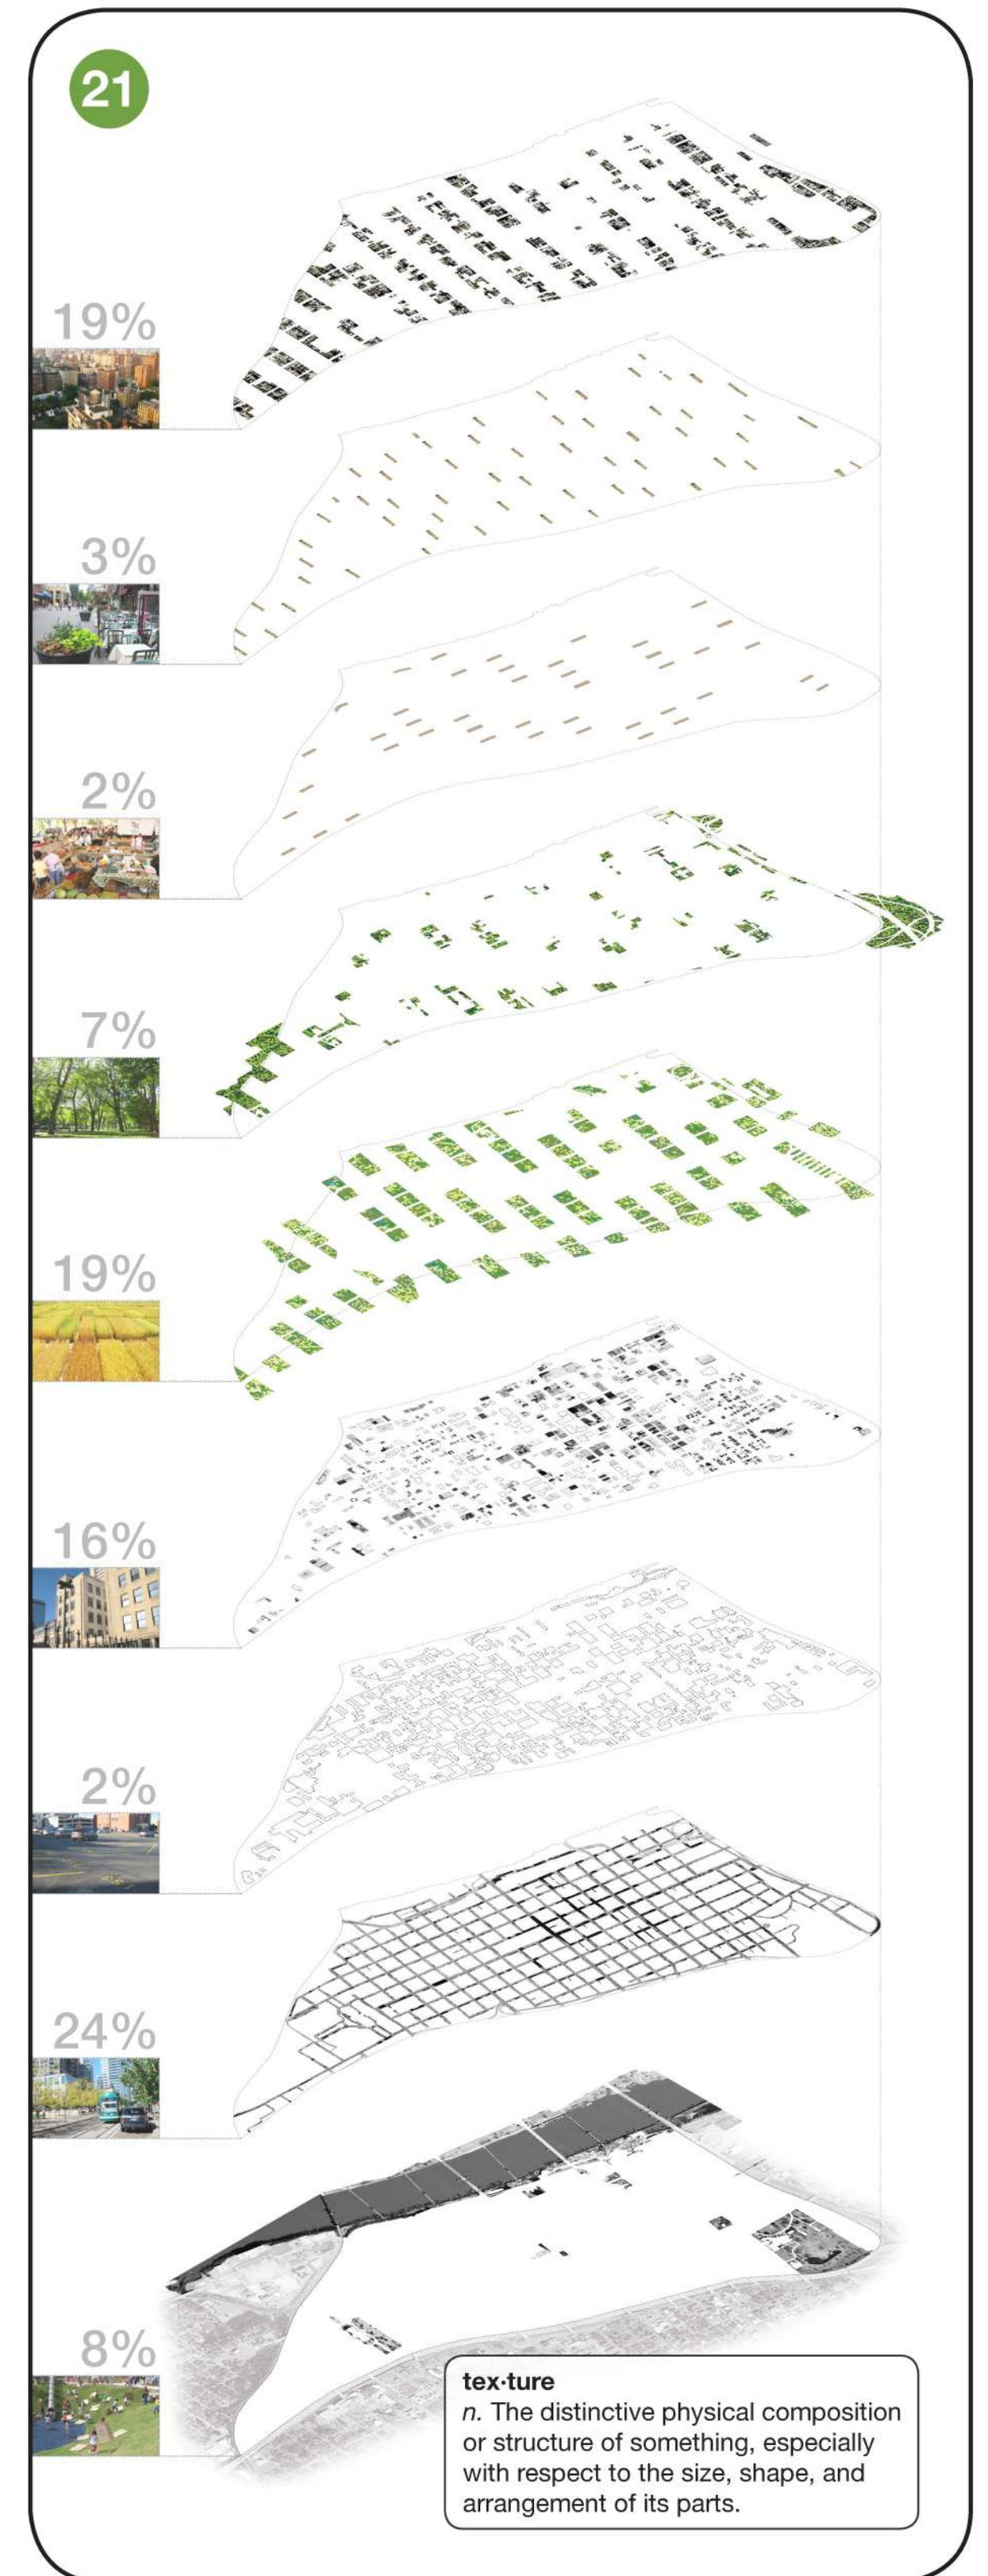 21
19%
3%
2%
7%
19%
16%
2%
24%
8%
tex·ture
n. The distinctive physical composition
or structure of something, especially
with respect to the size, shape, and
arrangement of its parts.